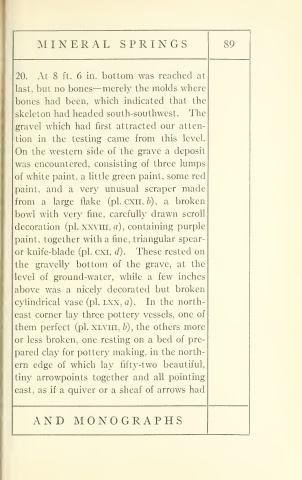 MINERAL SPRINGS 89
20. At 8 ft. 6 in. bottom was reached at
last, but no bones—merely the molds where
bones had been, which indicated that the
skeleton had headed south-southwest. The
gravel which had first attracted our atten-
tion in the testing came from this level.
On the western side of the grave a deposit
was encountered, consisting of three lumps
of white paint, a little green paint, some red
paint, and a very unusual scraper made
from a large flake (pl. CXII, b), a broken
bowl with very fine, carefully drawn scroll
decoration (pl. XXVIII, a), containing purple
paint, together with a fine, triangular spear-
or knife-blade (pl. CXI, d). These rested on
the gravelly bottom of the grave, at the
level of ground-water, while a few inches
above was a nicely decorated but broken
cylindrical vase (pl. LXX, a). In the north-
east corner lay three pottery vessels, one of
them perfect (pl. XLVIII, b), the others more
or less broken, one resting on a bed of pre-
pared clay for pottery making, in the north-
ern edge of which lay fifty-two beautiful,
tiny arrowpoints together and all pointing
east, as if a quiver or a sheaf of arrows had
AND MONOGRAPHS